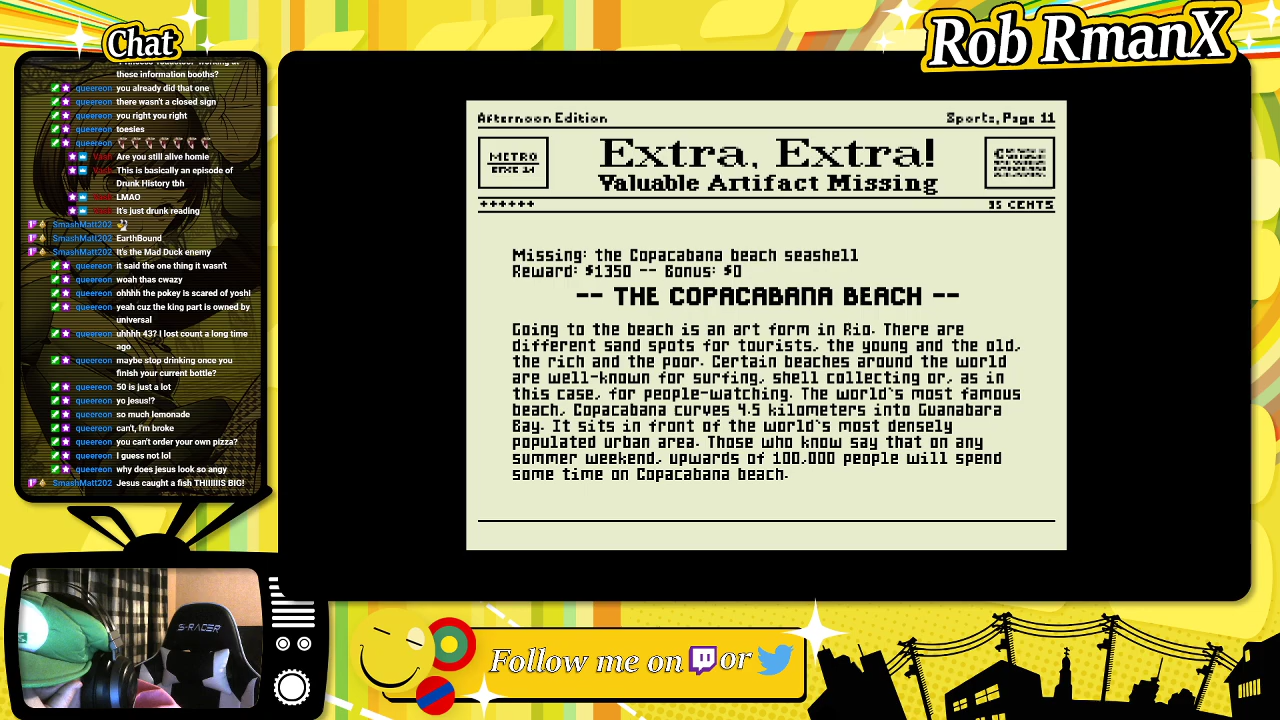 Chat
these information booths?
queereon you already did that one
queereon there wasn't a closed sign
queereon you right you right
queereon toesies
queereon
Are you still alive homie
This is basically an episode of
Drunk History tbh
LMAO
It's just drunk reading
SmashMatt202
SmashMatt202 EarthBound
SmashMatt202 It's the Mad Duck enemy
queereon it said the one thing it wasn't
queereon woah thas cwazy
queereon ohhhh the pokey is scared of yoshi
queereon yeah cuz the king part is owned by
universal
queereon uhhhh 43? I lost count a long time
ago
queereon maybe stop drinking once you
finish your current bottle?
queereon 50 is just a lot
queereon yo jesus!?
queereon so much lemonade
queereon can't, I'm broke
queereon you can't order your own pizza?
queereon I guess not lol
queereon why does jesus look so angy
SmashMatt202 Jesus caught a fish THIIIIIS BIG!
Rob RmanX
Afternoon Edition Sports, Page 11
METRO
Extra, Extra!
Valuable Artifact Missing
++++++ 35 CENTS
Missing: the Copacabana beach seashell
Reward: $1350 -- Bonus: $0
-- THE COPACABANA BEACH --
Going to the beach is an art form in Rio. There are
different sand spots for tourists, the young and the old,
the rich and the poor. Certain beaches around the world
are well-known for surfing, shell collecting or, as in
this case, for people-watching. The world's most famous
beach, Copacabana, curves 4.5 kilometers into Guanabara
Bay. It sits in front of the world's most densely
populated urban area. Those who know say that on any
summer weekend, upwards of 100,000 people will spend
some time on Copacabana beach.
S-RACER
Follow me on or